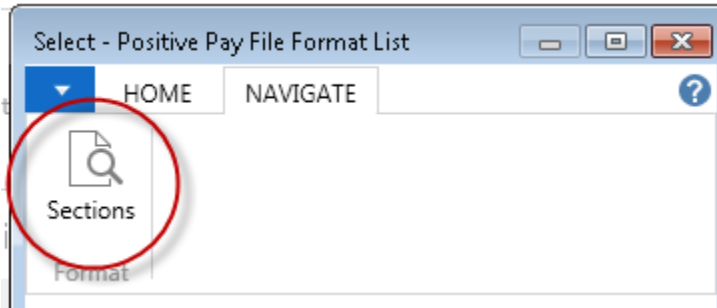 Select - Positive Pay File Format List
HOME NAVIGATE
Sections
Format